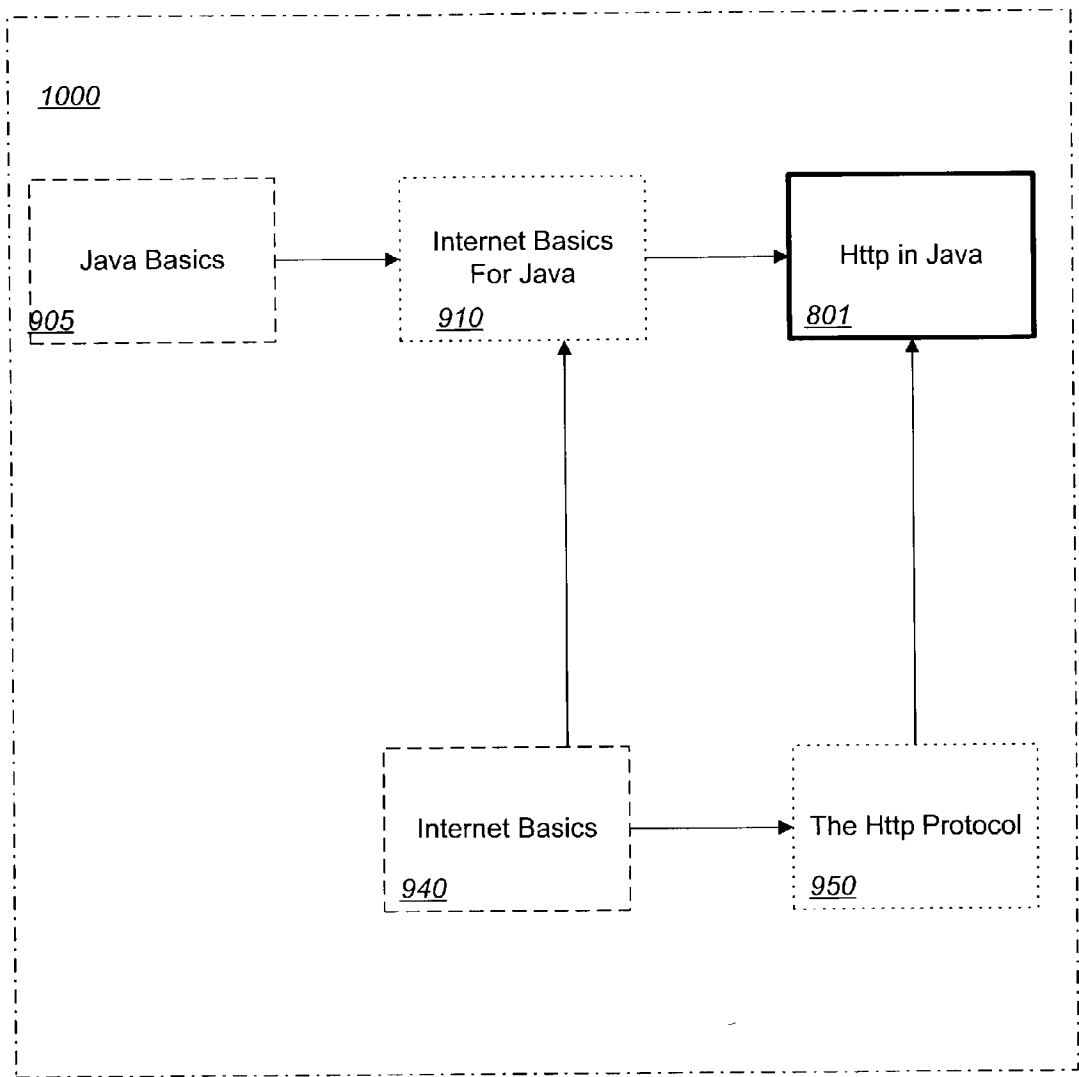 1000
Java Basics
905
Internet Basics
For Java
910
Http in Java
801
Internet Basics
940
The Http Protocol
950